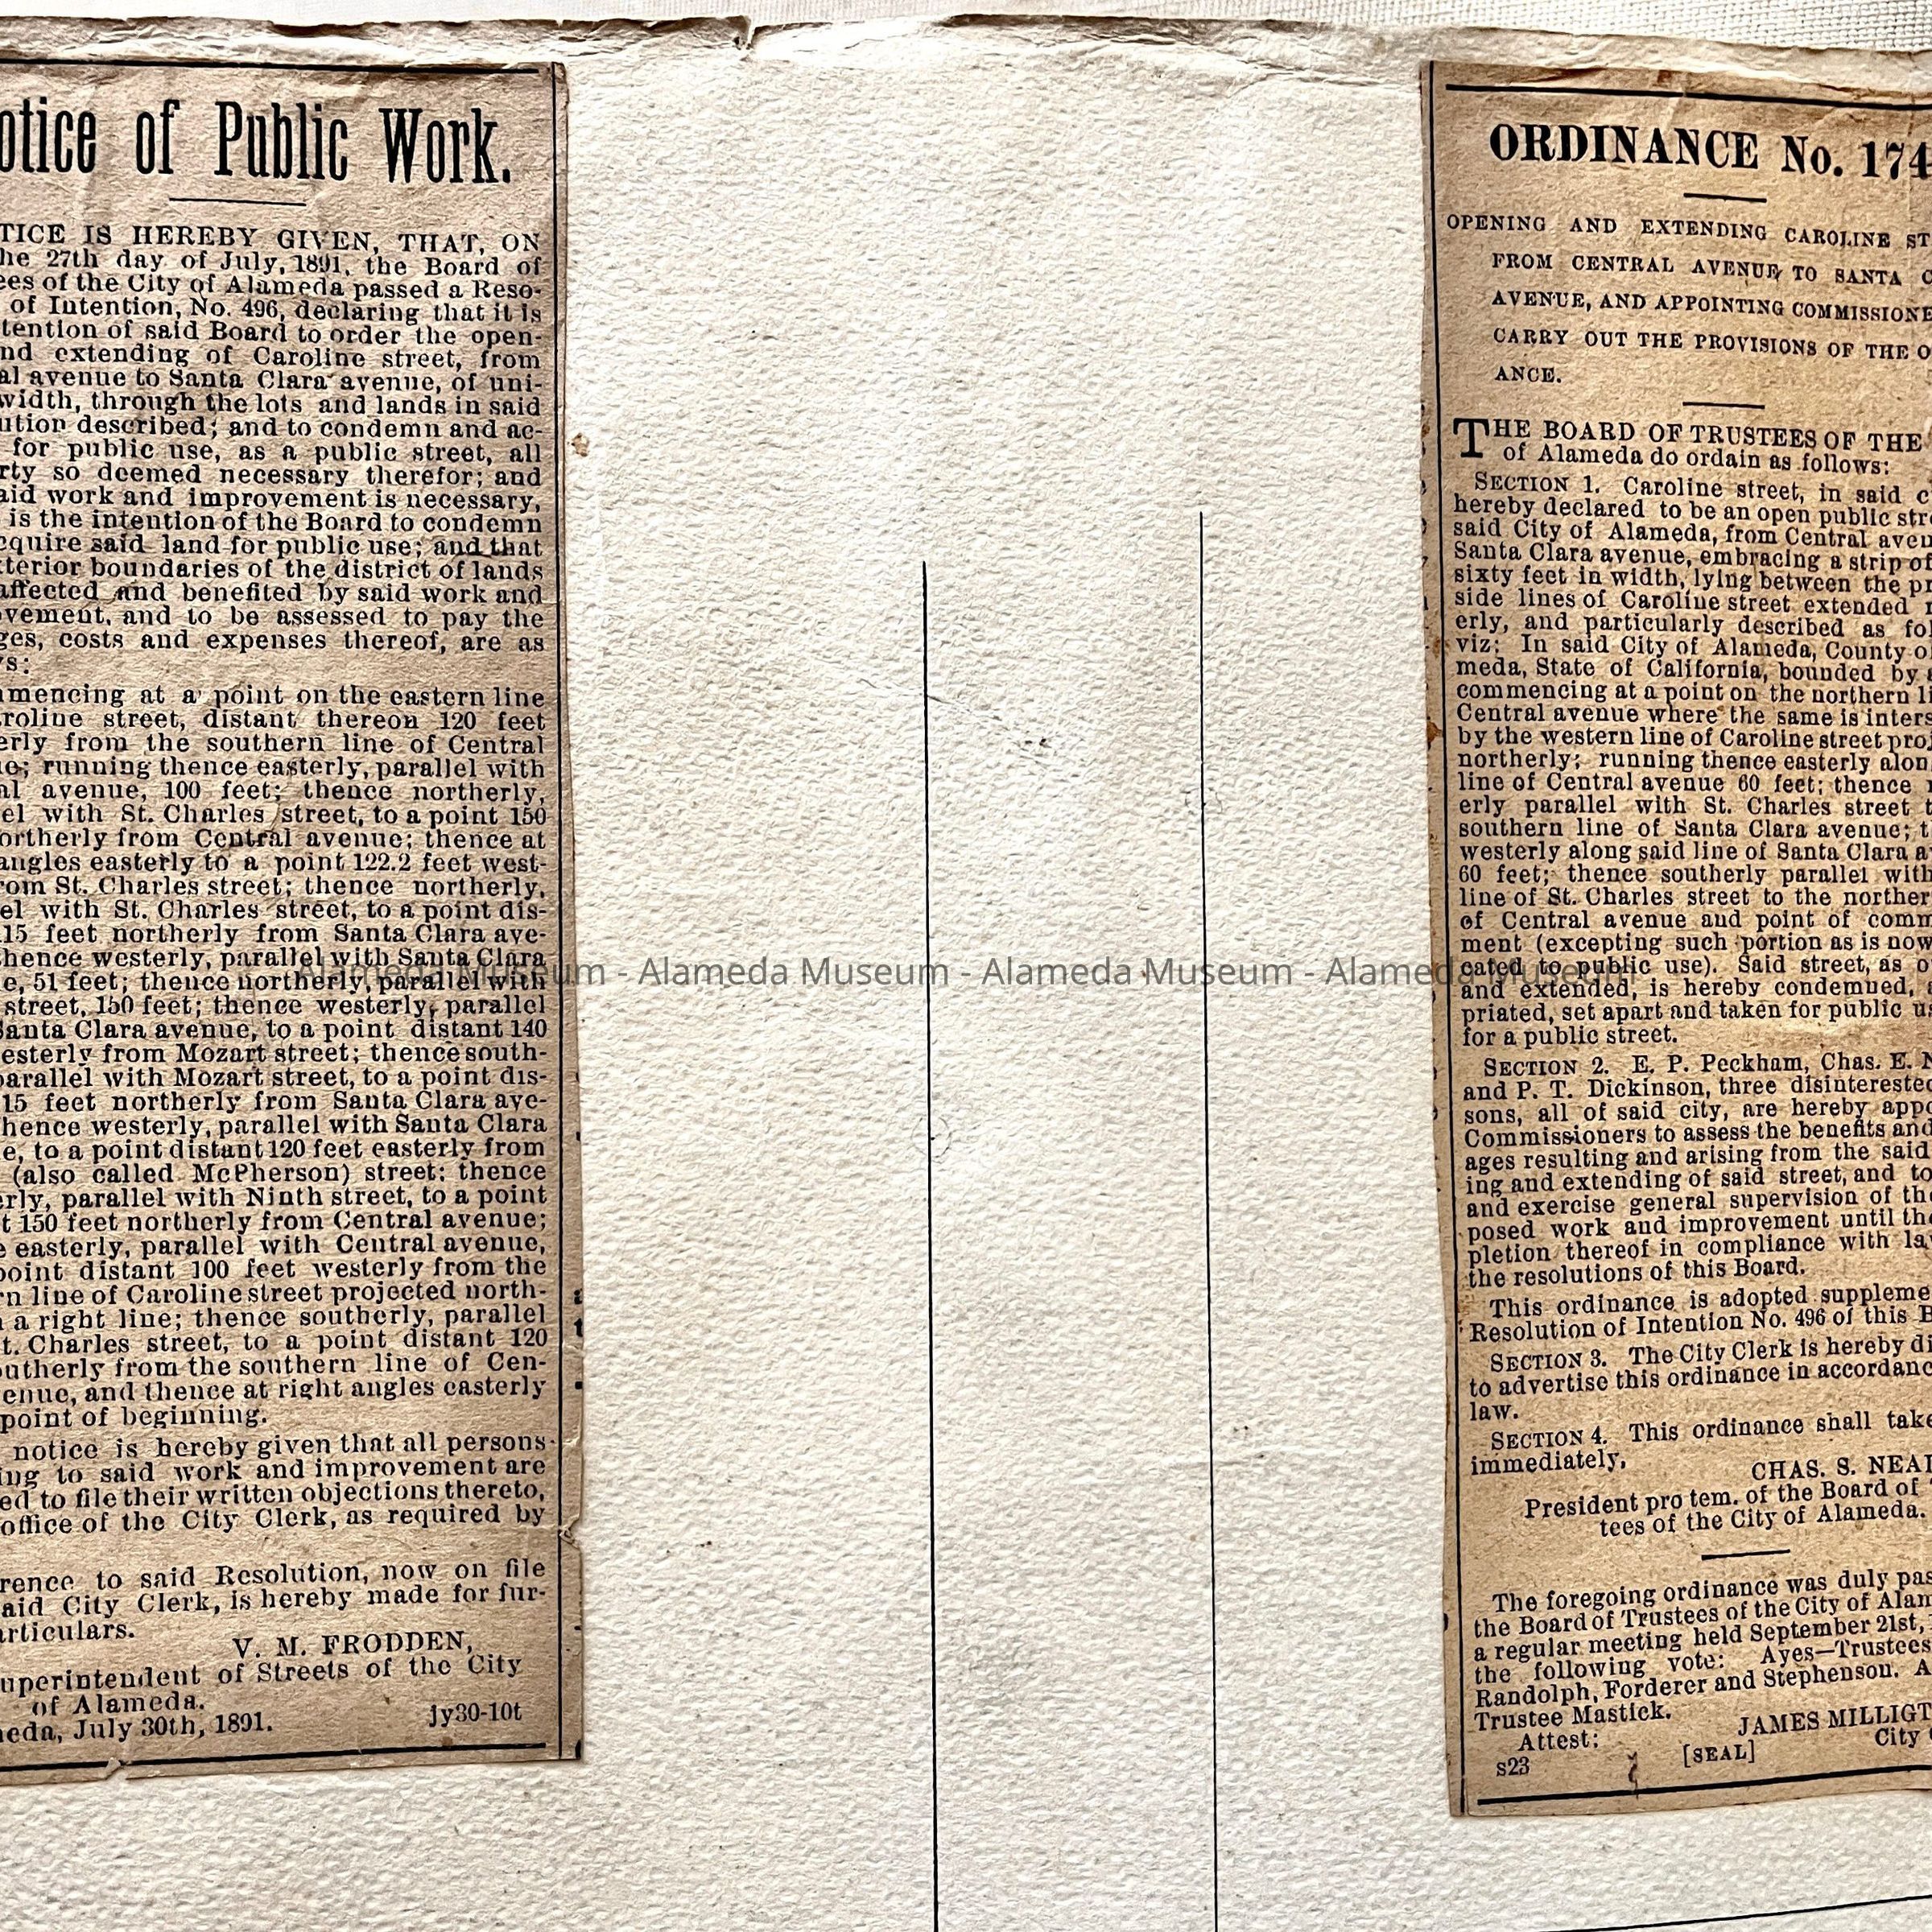 otice of Public Work.
TICE IS HEREBY GIVEN, THAT, ON
he 27th day of July, 1891, the Board of
ees of the City of Alameda passed a Reso-
of Intention, No. 496, declaring that it is
tention of said Board to order the open-
nd extending of Caroline street, from
al avenue to Santa Clara avenue, of uni-
width, through the lots and lands in said
ution described; and to condemn and ac-
for public use, as a public street, all
rty so deemed necessary therefor; and
aid work and improvement is necessary,
is the intention of the Board to condemn
cquire said land for public use; and that
terior boundaries of the district of lands
affected and benefited by said work and
ovement, and to be assessed to pay the
ges, costs and expenses thereof, are as
s:
mmencing at a point on the eastern line
roline street, distant thereon 120 feet
erly from the southern line of Central
ue; running thence easterly, parallel with
al avenue, 100 feet; thence northerly,
el with St. Charles street, to a point 150
ortherly from Central avenue; thence at
angles easterly to a point 122.2 feet west-
rom St. Charles street; thence northerly,
el with St. Charles street, to a point dis-
115 feet northerly from Santa Clara ave-
thence westerly, parallel with Santa Clara
e, 51 feet; thence northerly, parallel with
street, 150 feet; thence westerly, parallel
Santa Clara avenue, to a point distant 140
esterly from Mozart street; thence south-
parallel with Mozart street, to a point dis-
15 feet northerly from Santa Clara ave-
hence westerly, parallel with Santa Clara
e, to a point distant 120 feet easterly from
(also called McPherson) street; thence
erly, parallel with Ninth street, to a point
t 150 feet northerly from Central avenue;
e easterly, parallel with Central avenue,
point distant 100 feet westerly from the
rn line of Caroline street projected north-
a right line; thence southerly, parallel
t. Charles street, to a point distant 120
outherly from the southern line of Cen-
enue, and thence at right angles easterly
point of beginning.
notice is hereby given that all persons
ing to said work and improvement are
ed to file their written objections thereto,
office of the City Clerk, as required by
rence to said Resolution, now on file
aid City Clerk, is hereby made for fur-
articulars.
V. M. FRODDEN,
uperintendent of Streets of the City
of Alameda.
eda, July 30th, 1891. jy30-10t
Alameda Museum - Alameda Museum - Alameda Museum - Alameda Museum
ORDINANCE No. 174
OPENING AND EXTENDING CAROLINE ST
FROM CENTRAL AVENUE TO SANTA C
AVENUE, AND APPOINTING COMMISSIONE
CARRY OUT THE PROVISIONS OF THE O
ANCE.
THE BOARD OF TRUSTEES OF THE
of Alameda do ordain as follows:
SECTION 1. Caroline street, in said c
hereby declared to be an open public stre
said City of Alameda, from Central aven
Santa Clara avenue, embracing a strip of
sixty feet in width, lying between the pr
side lines of Caroline street extended n
erly, and particularly described as fol
viz: In said City of Alameda, County o
meda, State of California, bounded by a
commencing at a point on the northern li
Central avenue where the same is inters
by the western line of Caroline street proj
northerly; running thence easterly alon
line of Central avenue 60 feet; thence n
erly parallel with St. Charles street t
southern line of Santa Clara avenue; t
westerly along said line of Santa Clara a
60 feet; thence southerly parallel with
line of St. Charles street to the norther
of Central avenue and point of comm
ment (excepting such portion as is now
cated to public use). Said street, as o
and extended, is hereby condemned, a
priated, set apart and taken for public us
for a public street.
SECTION 2. E. P. Peckham, Chas. E. N
and P. T. Dickinson, three disinterested
sons, all of said city, are hereby appo
Commissioners to assess the benefits and
ages resulting and arising from the said
ing and extending of said street, and to
and exercise general supervision of the
posed work and improvement until the
pletion thereof in compliance with la
the resolutions of this Board.
This ordinance is adopted suppleme
Resolution of Intention No. 496 of this B
SECTION 3. The City Clerk is hereby di
to advertise this ordinance in accordanc
law.
SECTION 4. This ordinance shall take
immediately.
CHAS. S. NEAL
President pro tem. of the Board of
tees of the City of Alameda.
The foregoing ordinance was duly pas
the Board of Trustees of the City of Alam
a regular meeting held September 21st,
the following vote: Ayes—Trustees
Randolph, Forderer and Stephenson. A
Trustee Mastick.
JAMES MILLIGT
Attest: City
s23 [SEAL]